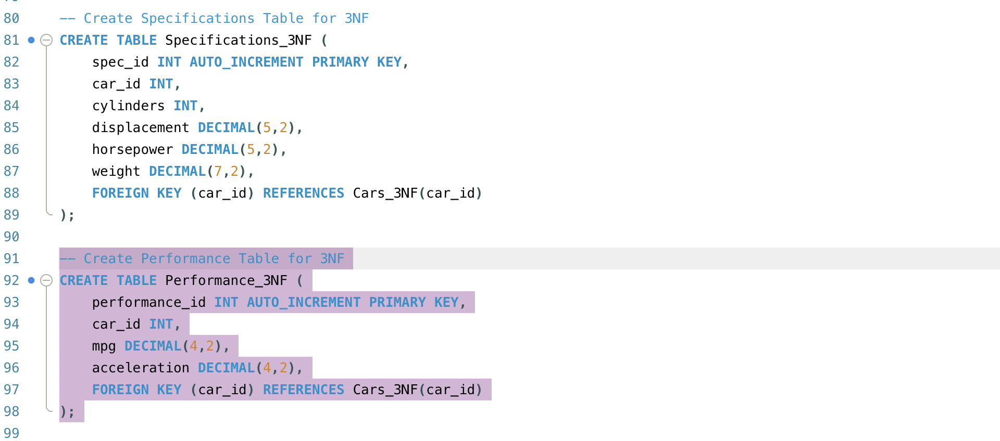 80 -- Create Specifications Table for 3NF
81 CREATE TABLE Specifications_3NF (
82 spec_id INT AUTO_INCREMENT PRIMARY KEY,
83 car_id INT,
84 cylinders INT,
85 displacement DECIMAL(5,2),
86 horsepower DECIMAL(5,2),
87 weight DECIMAL(7,2),
88 FOREIGN KEY (car_id) REFERENCES Cars_3NF(car_id)
89 );
90
91 -- Create Performance Table for 3NF
92 CREATE TABLE Performance_3NF (
93 performance_id INT AUTO_INCREMENT PRIMARY KEY,
94 car_id INT,
95 mpg DECIMAL(4,2),
96 acceleration DECIMAL(4,2),
97 FOREIGN KEY (car_id) REFERENCES Cars_3NF(car_id)
98 );
99